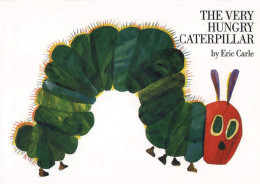 THE VERY
HUNGRY
CATERPILLAR
by Eric Carle